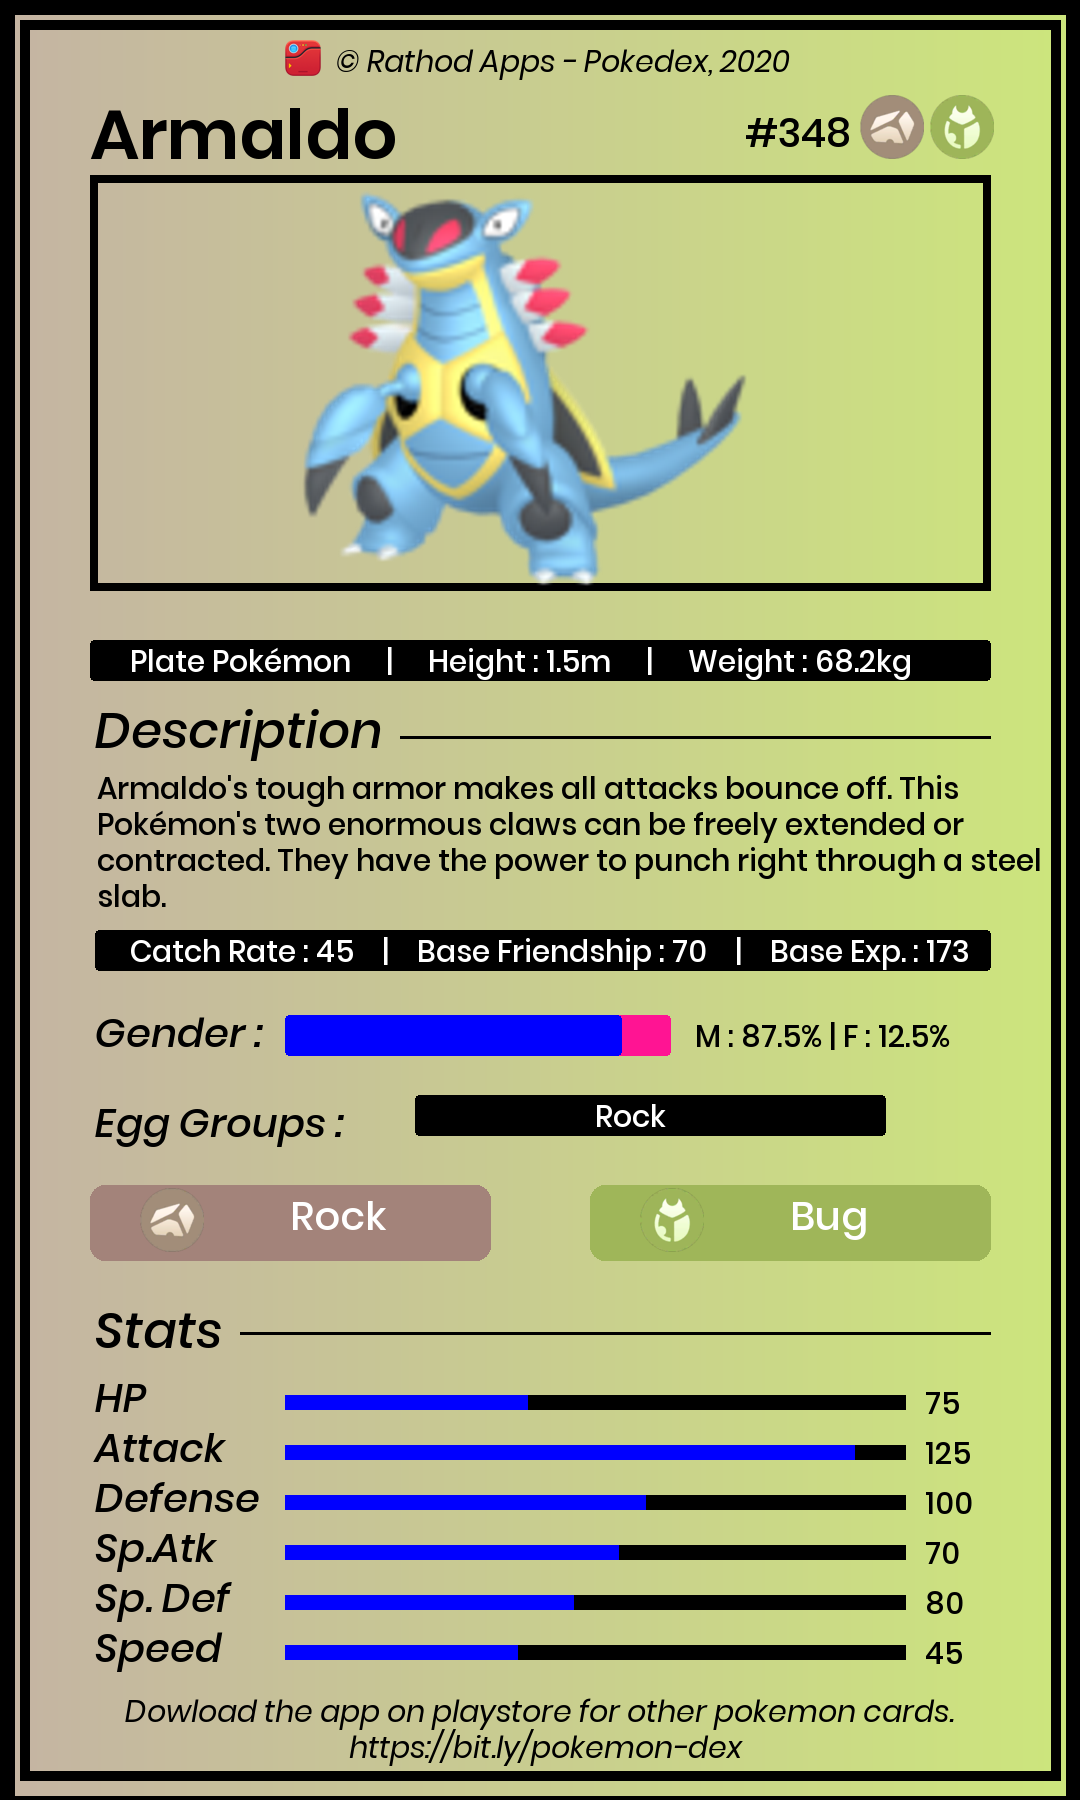 © Rathod Apps - Pokedex, 2020
Armaldo #348
Plate Pokémon | Height : 1.5m | Weight : 68.2kg
Description
Armaldo's tough armor makes all attacks bounce off. This
Pokémon's two enormous claws can be freely extended or
contracted. They have the power to punch right through a steel
slab.
Catch Rate : 45 | Base Friendship : 70 | Base Exp. : 173
Gender : M : 87.5% | F : 12.5%
Egg Groups : Rock
Rock Bug
Stats
HP 75
Attack 125
Defense 100
Sp.Atk 70
Sp. Def 80
Speed 45
Dowload the app on playstore for other pokemon cards.
https://bit.ly/pokemon-dex